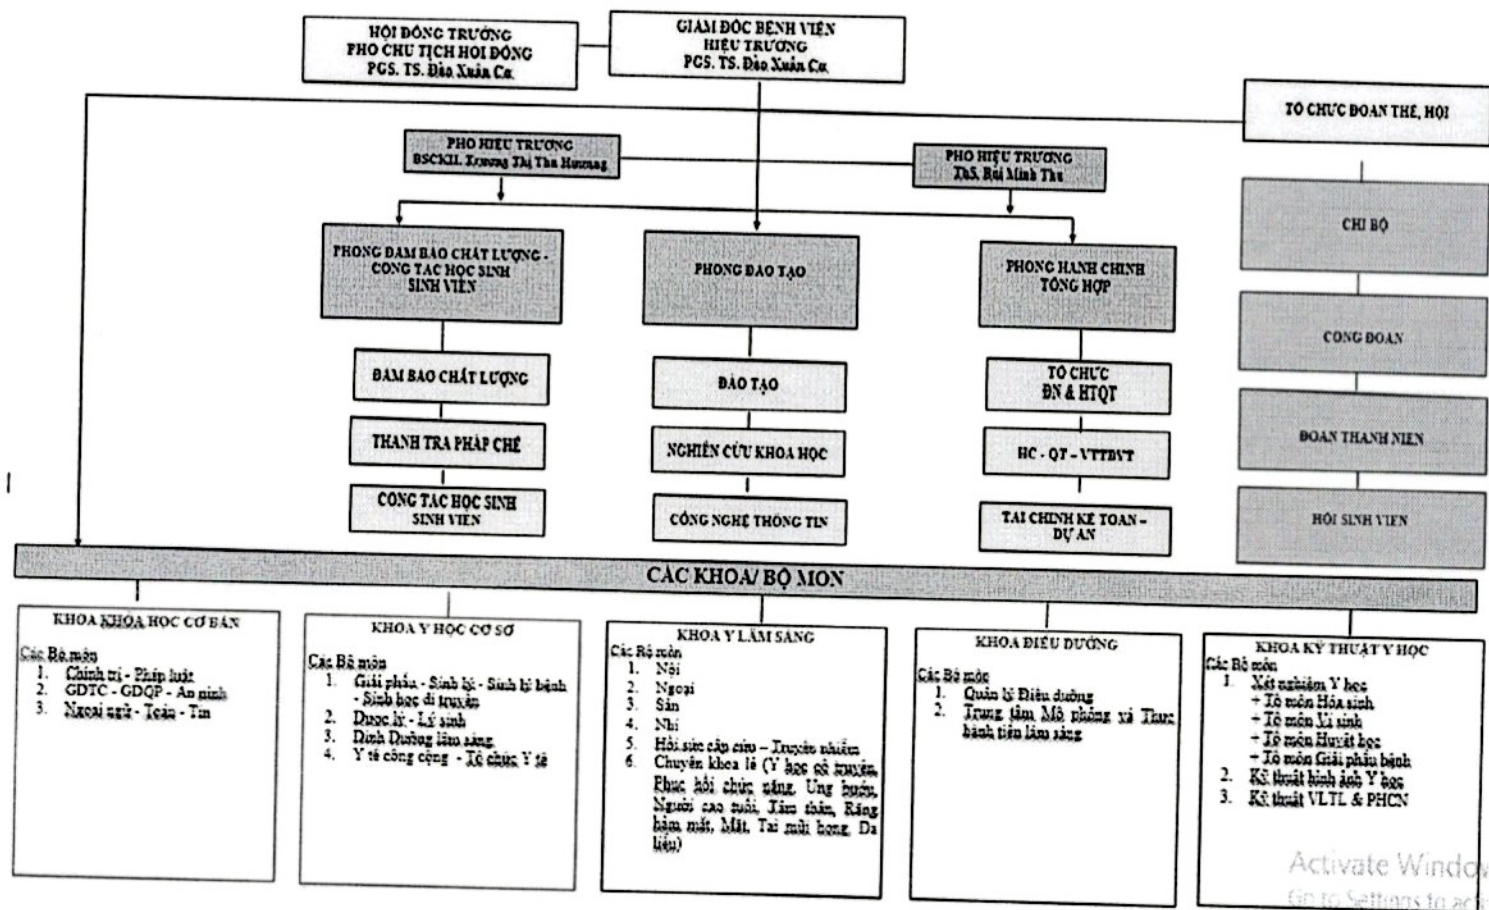 HỘI ĐỒNG TRƯỜNG
PHÓ CHỦ TỊCH HỘI ĐỒNG
PGS. TS. Đào Xuân Cơ
GIÁM ĐỐC BỆNH VIỆN
HIỆU TRƯỞNG
PGS. TS. Đào Xuân Cơ
TỔ CHỨC ĐOÀN THỂ, HỘI
PHÓ HIỆU TRƯỞNG
BSCKII. Trương Thị Thu Hương
PHÓ HIỆU TRƯỞNG
ThS. Bùi Minh Thu
CHI BỘ
PHÒNG ĐẢM BẢO CHẤT LƯỢNG -
CÔNG TÁC HỌC SINH
SINH VIÊN
PHÒNG ĐÀO TẠO
PHÒNG HÀNH CHÍNH
TỔNG HỢP
CÔNG ĐOÀN
ĐẢM BẢO CHẤT LƯỢNG
ĐÀO TẠO
TỔ CHỨC
ĐN & HTQT
THANH TRA PHÁP CHẾ
NGHIÊN CỨU KHOA HỌC
HC - QT – VTTBYT
ĐOÀN THANH NIÊN
CÔNG TÁC HỌC SINH
SINH VIÊN
CÔNG NGHỆ THÔNG TIN
TÀI CHÍNH KẾ TOÁN –
DỰ ÁN
HỘI SINH VIÊN
CÁC KHOA/ BỘ MÔN
KHOA KHOA HỌC CƠ BẢN
Các Bộ môn
1. Chính trị - Pháp luật
2. GDTC - GDQP - An ninh
3. Ngoại ngữ - Toán - Tin
KHOA Y HỌC CƠ SỞ
Các Bộ môn
1. Giải phẫu - Sinh lý - Sinh lý bệnh
- Sinh học di truyền
2. Dược lý - Lý sinh
3. Dinh Dưỡng lâm sàng
4. Y tế công cộng - Tổ chức Y tế
KHOA Y LÂM SÀNG
Các Bộ môn
1. Nội
2. Ngoại
3. Sản
4. Nhi
5. Hồi sức cấp cứu – Truyền nhiễm
6. Chuyên khoa lẻ (Y học cổ truyền,
Phục hồi chức năng, Ung bướu,
Người cao tuổi, Tâm thần, Răng
hàm mặt, Mắt, Tai mũi họng, Da
liễu)
KHOA ĐIỀU DƯỠNG
Các Bộ môn
1. Quản lý Điều dưỡng
2. Trung tâm Mô phỏng và Thực
hành tiền lâm sàng
KHOA KỸ THUẬT Y HỌC
Các Bộ môn
1. Xét nghiệm Y học
+ Tổ môn Hóa sinh
+ Tổ môn Vi sinh
+ Tổ môn Huyết học
+ Tổ môn Giải phẫu bệnh
2. Kỹ thuật hình ảnh Y học
3. Kỹ thuật VLTL & PHCN
Activate Window
Go to Settings to acti